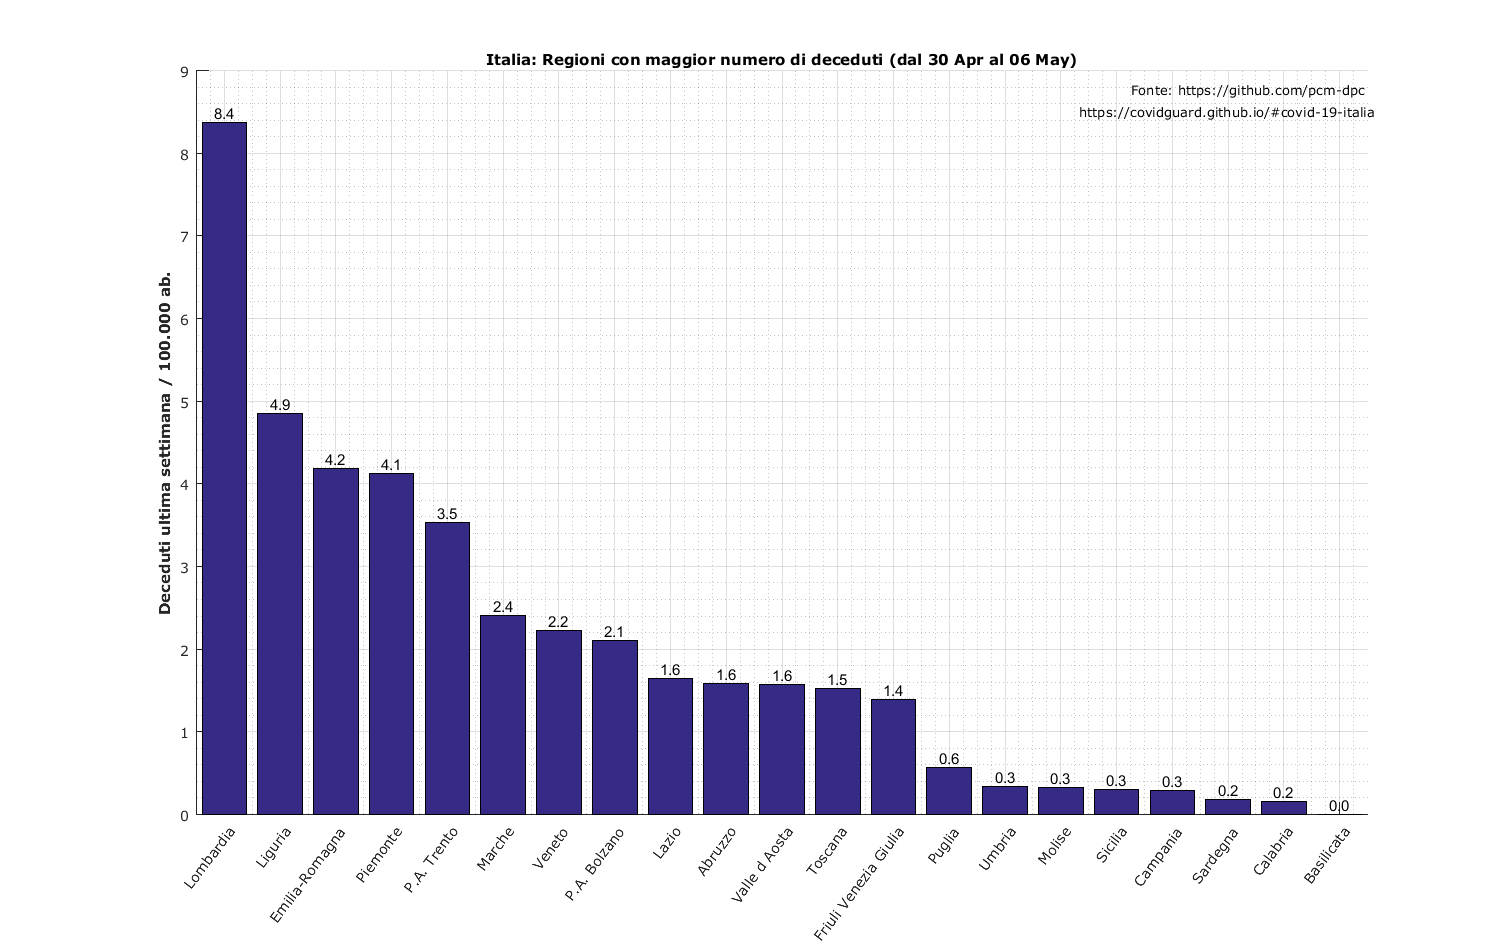 Italia: Regioni con maggior numero di deceduti (dal 30 Apr al 06 May)
Fonte: https://github.com/pcm-dpc
https://covidguard.github.io/#covid-19-italia
Deceduti ultima settimana / 100.000 ab.
9
8
7
6
5
4
3
2
1
0
8.4
4.9
4.2
4.1
3.5
2.4
2.2
2.1
1.6
1.6
1.6
1.5
1.4
0.6
0.3
0.3
0.3
0.3
0.2
0.2
0.0
Lombardia
Liguria
Emilia-Romagna
Piemonte
P.A. Trento
Marche
Veneto
P.A. Bolzano
Lazio
Abruzzo
Valle d Aosta
Toscana
Friuli Venezia Giulia
Puglia
Umbria
Molise
Sicilia
Campania
Sardegna
Calabria
Basilicata